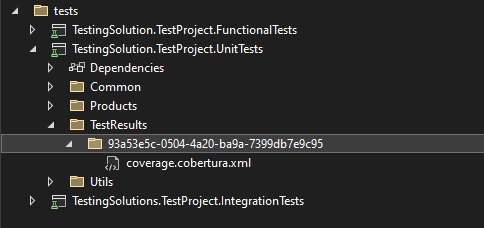 tests
TestingSolution.TestProject.FunctionalTests
TestingSolution.TestProject.UnitTests
Dependencies
Common
Products
TestResults
93a53e5c-0504-4a20-ba9a-7399db7e9c95
coverage.cobertura.xml
Utils
TestingSolutions.TestProject.IntegrationTests